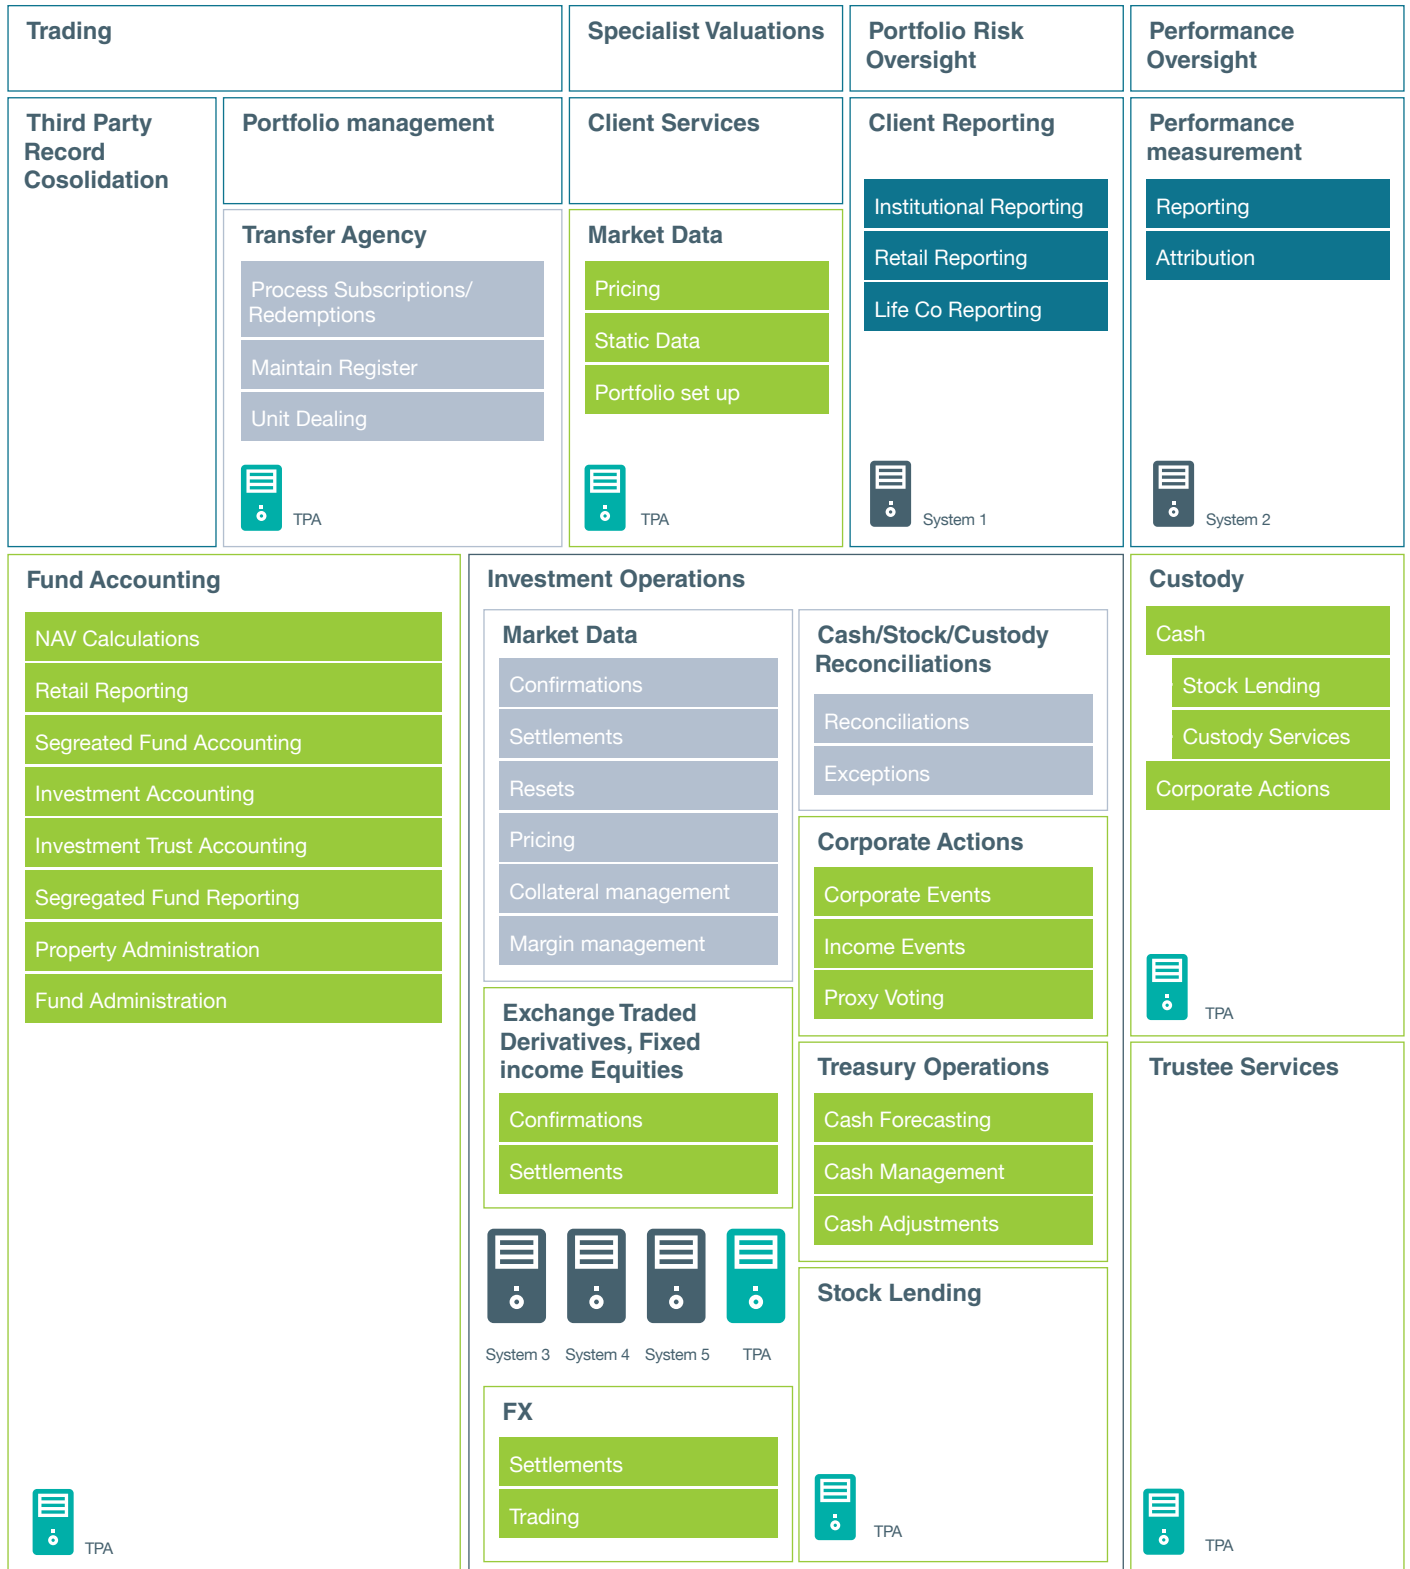 Trading
Specialist Valuations
Portfolio Risk
Oversight
Performance
Oversight
Third Party
Record
Cosolidation
Portfolio management
Client Services
Client Reporting
Institutional Reporting
Retail Reporting
Life Co Reporting
System 1
Performance
measurement
Reporting
Attribution
System 2
Transfer Agency
Process Subscriptions/
Redemptions
Maintain Register
Unit Dealing
TPA
Market Data
Pricing
Static Data
Portfolio set up
TPA
Fund Accounting
NAV Calculations
Retail Reporting
Segreated Fund Accounting
Investment Accounting
Investment Trust Accounting
Segregated Fund Reporting
Property Administration
Fund Administration
TPA
Investment Operations
Market Data
Confirmations
Settlements
Resets
Pricing
Collateral management
Margin management
Exchange Traded
Derivatives, Fixed
income Equities
Confirmations
Settlements
System 3
System 4
System 5
TPA
FX
Settlements
Trading
Cash/Stock/Custody
Reconciliations
Reconciliations
Exceptions
Corporate Actions
Corporate Events
Income Events
Proxy Voting
Treasury Operations
Cash Forecasting
Cash Management
Cash Adjustments
Stock Lending
TPA
Custody
Cash
Stock Lending
Custody Services
Corporate Actions
TPA
Trustee Services
TPA